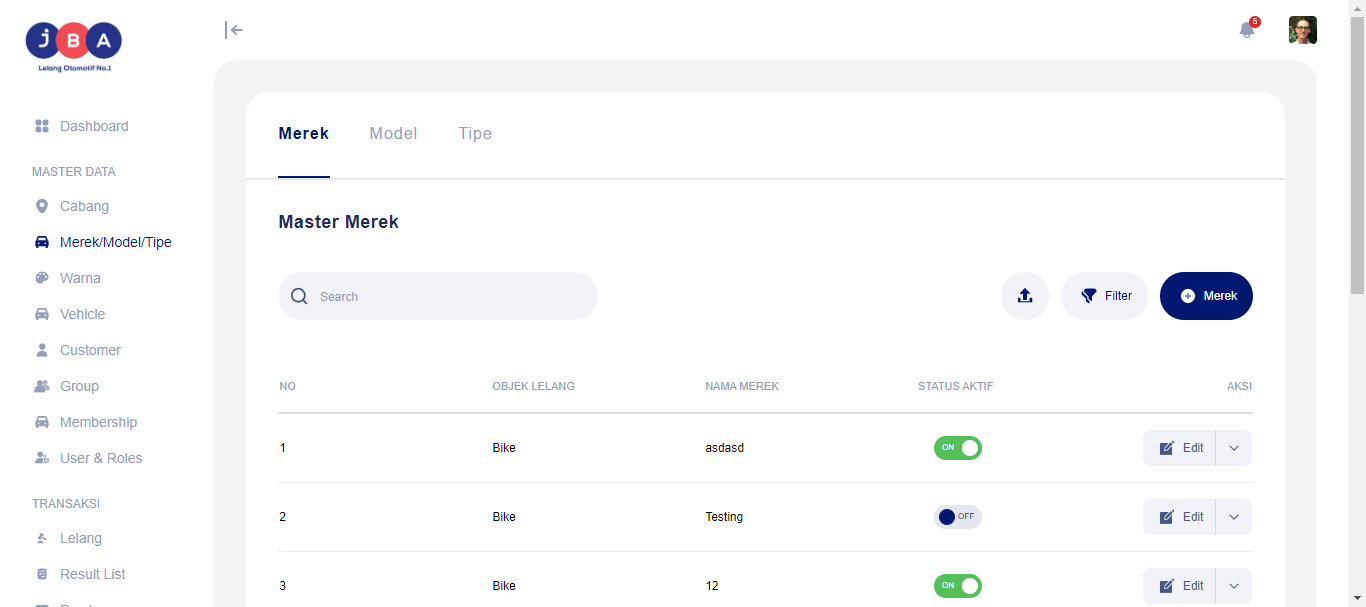 JBA
Lelang Otomotif No.1
5
Dashboard
MASTER DATA
Cabang
Merek/Model/Tipe
Warna
Vehicle
Customer
Group
Membership
User & Roles
TRANSAKSI
Lelang
Result List
Merek Model Tipe
Master Merek
Search
Filter
Merek
NO OBJEK LELANG NAMA MEREK STATUS AKTIF AKSI
1 Bike asdasd ON Edit
2 Bike Testing OFF Edit
3 Bike 12 ON Edit